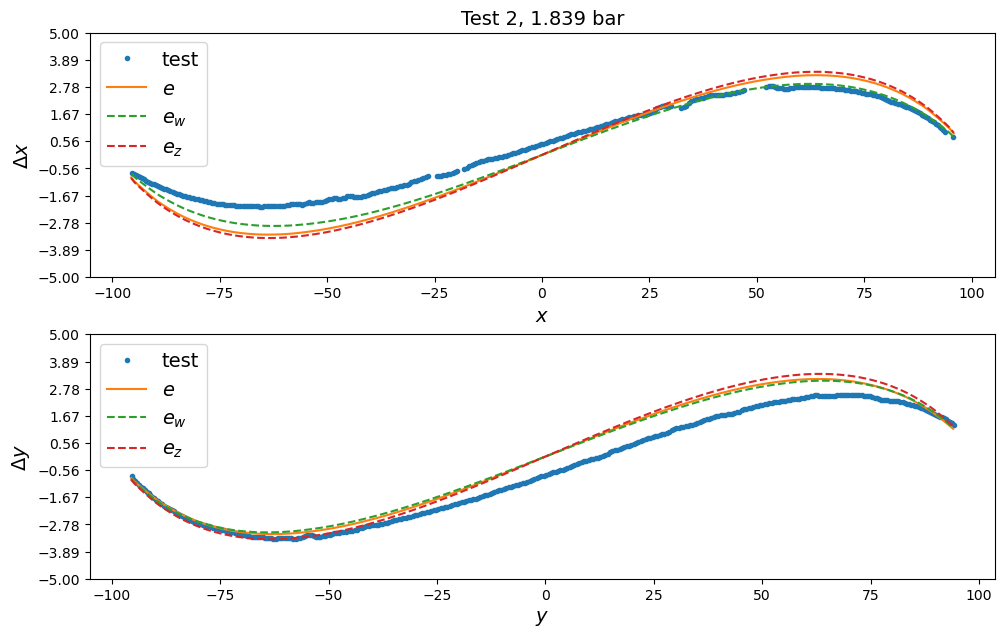 Test 2, 1.839 bar
5.00
3.89
2.78
1.67
0.56
−0.56
−1.67
−2.78
−3.89
−5.00
Δx
test
e
e_w
e_z
−100 −75 −50 −25 0 25 50 75 100
x
5.00
3.89
2.78
1.67
0.56
−0.56
−1.67
−2.78
−3.89
−5.00
Δy
test
e
e_w
e_z
−100 −75 −50 −25 0 25 50 75 100
y